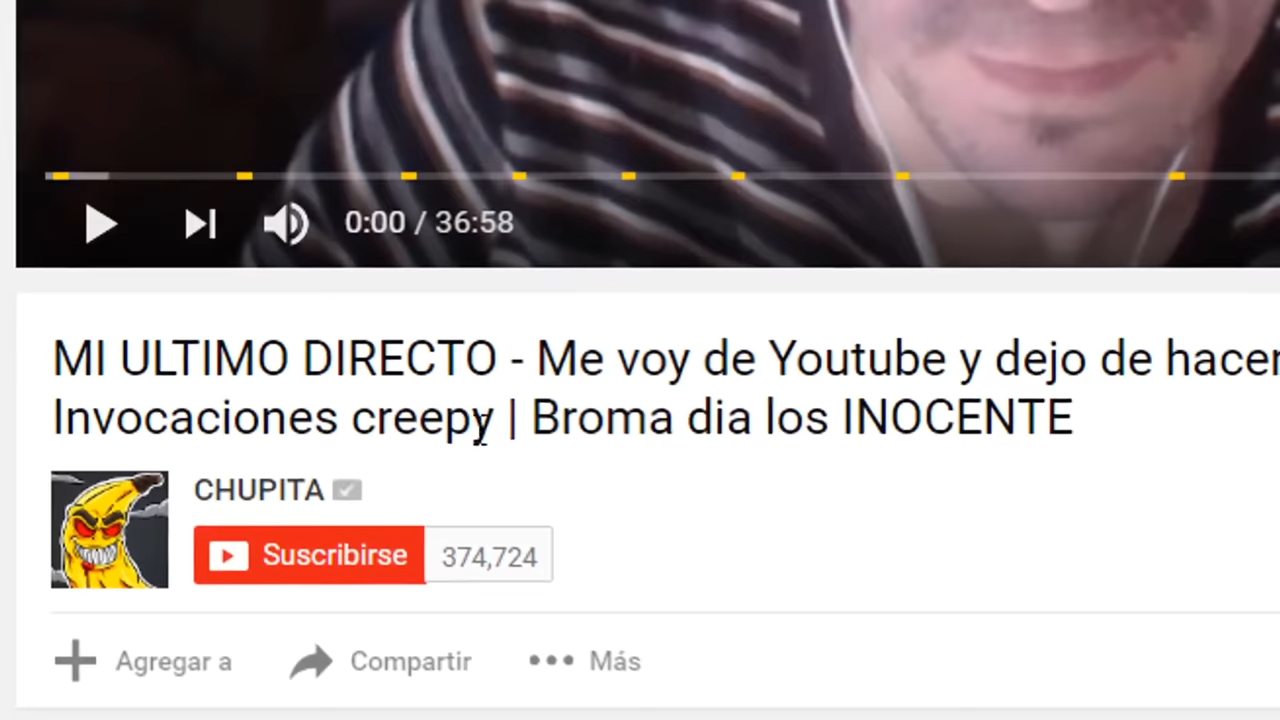 0:00 / 36:58
MI ULTIMO DIRECTO - Me voy de Youtube y dejo de hacer
Invocaciones creepy | Broma dia los INOCENTE
CHUPITA
Suscribirse 374,724
Agregar a Compartir Más